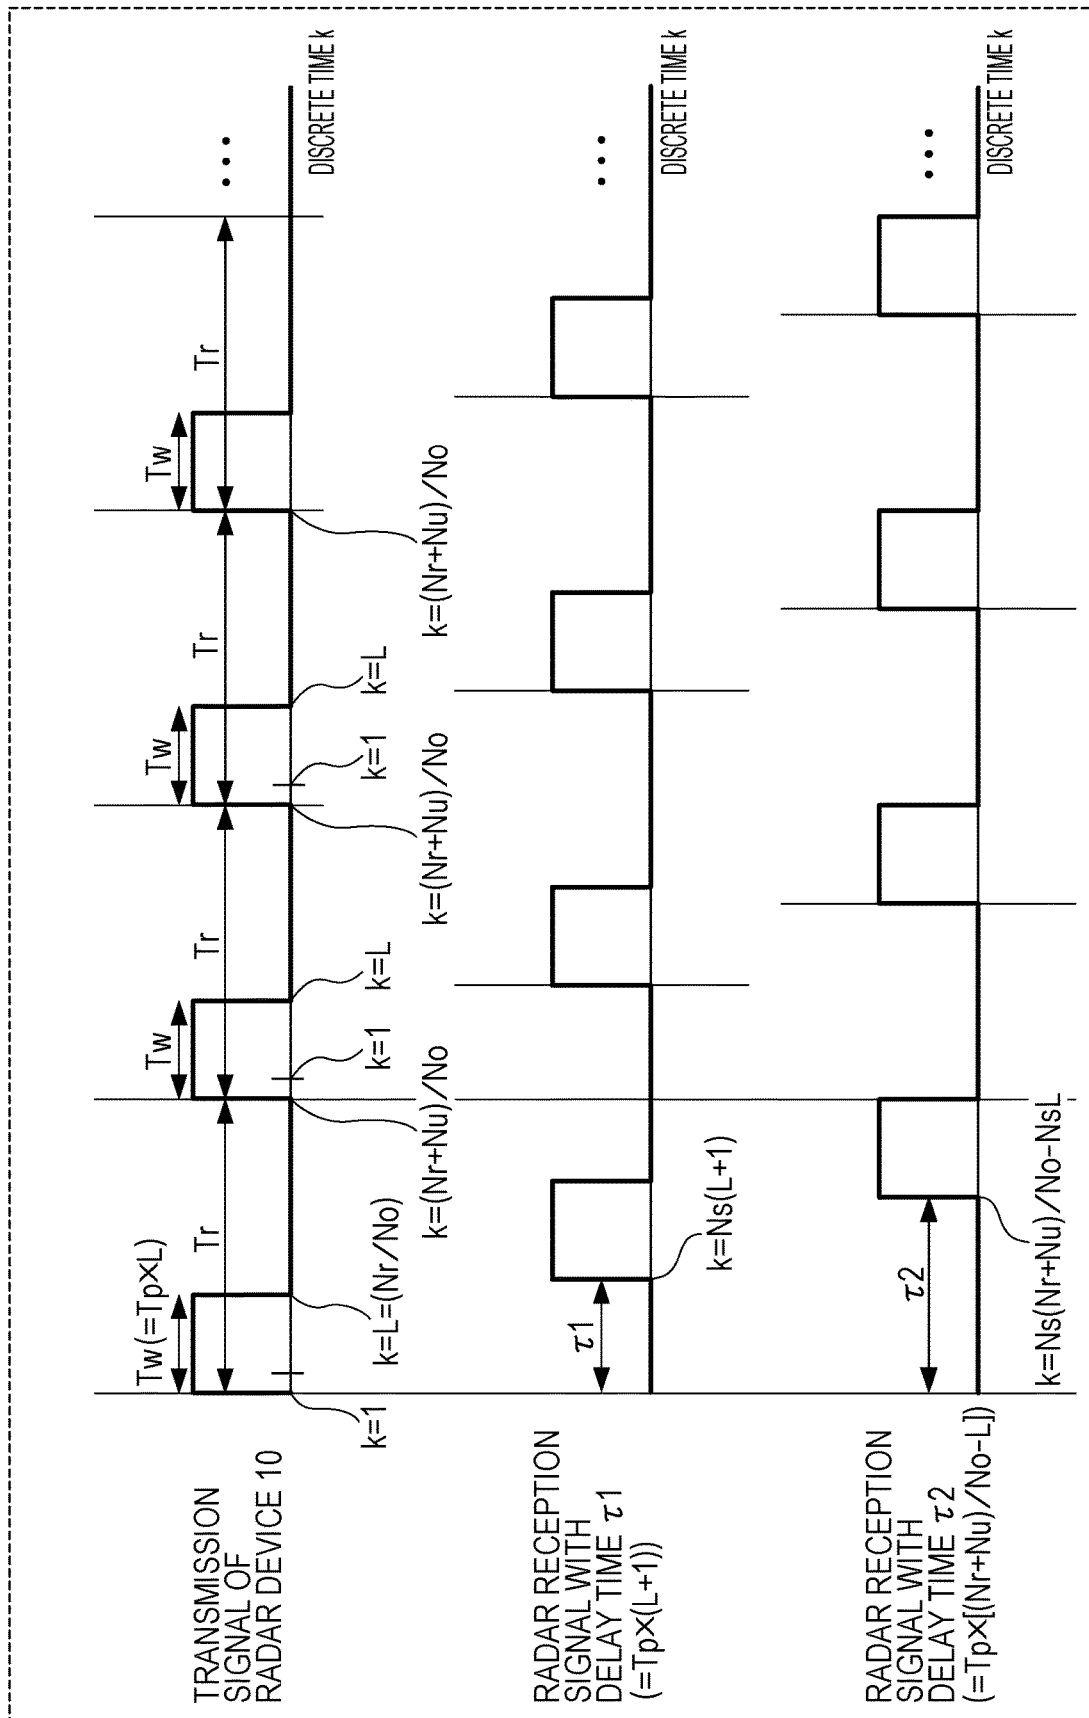 TRANSMISSION
SIGNAL OF
RADAR DEVICE 10
Tw (=Tp×L)
Tw
Tw
Tw
Tr
Tr
Tr
Tr
...
DISCRETE TIME k
k=1
k=L=(Nr/No)
k=(Nr+Nu)/No
k=1
k=L
k=(Nr+Nu)/No
k=1
k=L
k=(Nr+Nu)/No
RADAR RECEPTION
SIGNAL WITH
DELAY TIME τ1
(=Tp×(L+1))
τ1
k=Ns(L+1)
...
DISCRETE TIME k
RADAR RECEPTION
SIGNAL WITH
DELAY TIME τ2
(=Tp×[(Nr+Nu)/No-L])
τ2
k=Ns(Nr+Nu)/No-NsL
...
DISCRETE TIME k